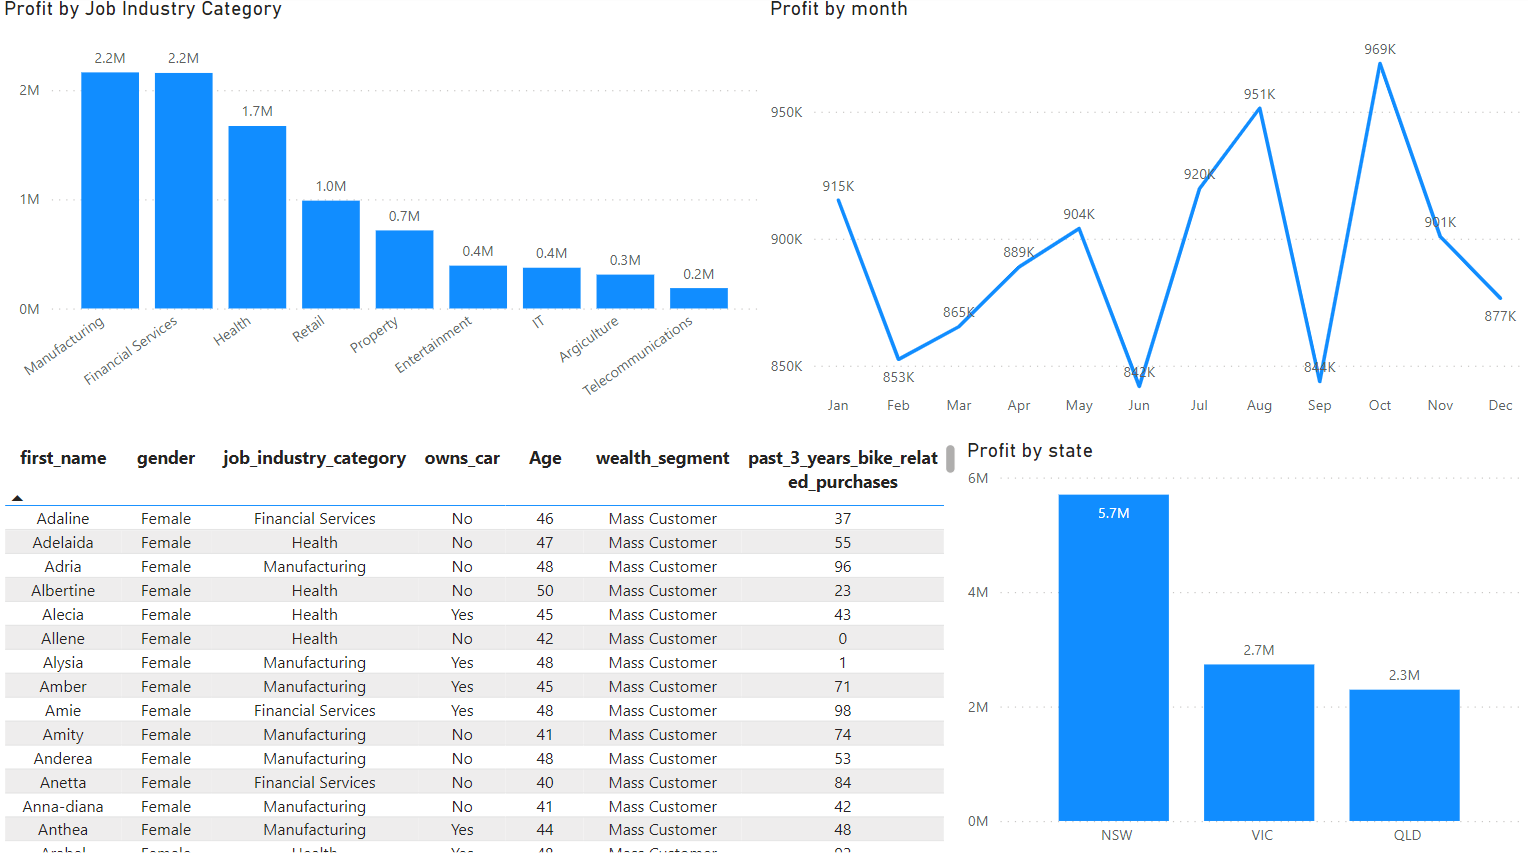 Profit by Job Industry Category
2.2M 2.2M 1.7M 1.0M 0.7M 0.4M 0.4M 0.3M 0.2M
2M
1M
0M
Manufacturing Financial Services Health Retail Property Entertainment IT Argiculture Telecommunications
Profit by month
950K
900K
850K
915K 853K 865K 889K 904K 842K 920K 951K 844K 969K 901K 877K
Jan Feb Mar Apr May Jun Jul Aug Sep Oct Nov Dec
first_name gender job_industry_category owns_car Age wealth_segment past_3_years_bike_relat
ed_purchases
Adaline Female Financial Services No 46 Mass Customer 37
Adelaida Female Health No 47 Mass Customer 55
Adria Female Manufacturing No 48 Mass Customer 96
Albertine Female Health No 50 Mass Customer 23
Alecia Female Health Yes 45 Mass Customer 43
Allene Female Health No 42 Mass Customer 0
Alysia Female Manufacturing Yes 48 Mass Customer 1
Amber Female Manufacturing Yes 45 Mass Customer 71
Amie Female Financial Services Yes 48 Mass Customer 98
Amity Female Manufacturing No 41 Mass Customer 74
Anderea Female Manufacturing No 48 Mass Customer 53
Anetta Female Financial Services No 40 Mass Customer 84
Anna-diana Female Manufacturing No 41 Mass Customer 42
Anthea Female Manufacturing Yes 44 Mass Customer 48
Profit by state
6M
4M
2M
0M
5.7M 2.7M 2.3M
NSW VIC QLD